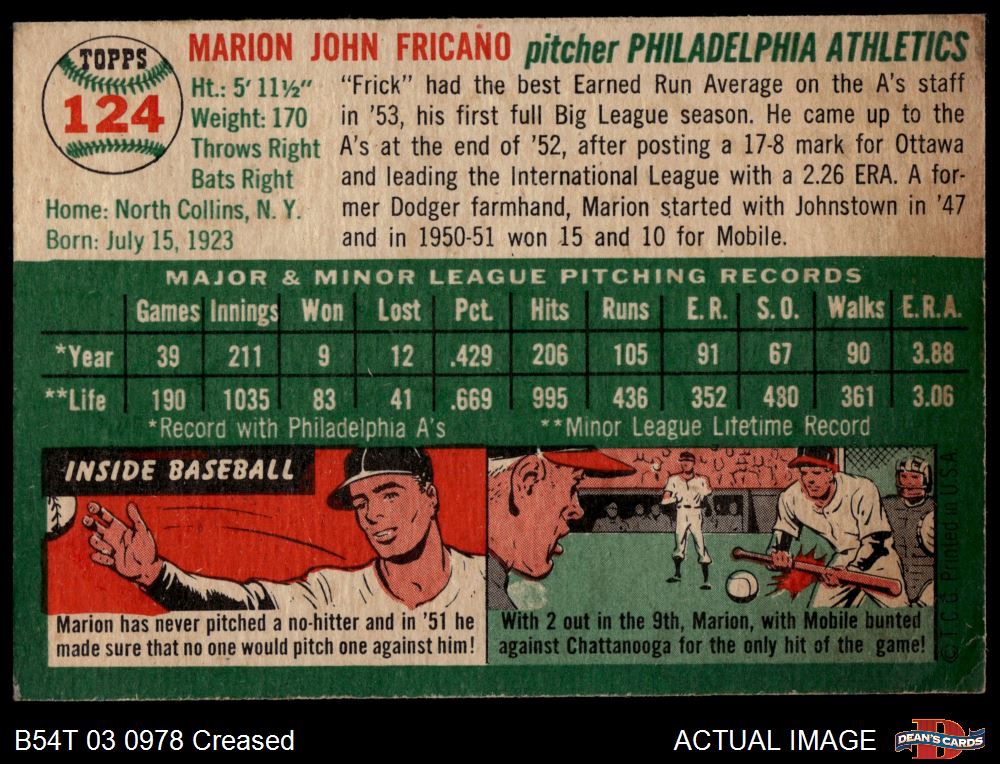 TOPPS
124
MARION JOHN FRICANO pitcher PHILADELPHIA ATHLETICS
Ht.: 5' 11½"
Weight: 170
Throws Right
Bats Right
Home: North Collins, N. Y.
Born: July 15, 1923
"Frick" had the best Earned Run Average on the A's staff
in '53, his first full Big League season. He came up to the
A's at the end of '52, after posting a 17-8 mark for Ottawa
and leading the International League with a 2.26 ERA. A for-
mer Dodger farmhand, Marion started with Johnstown in '47
and in 1950-51 won 15 and 10 for Mobile.
MAJOR & MINOR LEAGUE PITCHING RECORDS
Games Innings Won Lost Pct. Hits Runs E.R. S.O. Walks E.R.A.
*Year 39 211 9 12 .429 206 105 91 67 90 3.88
**Life 190 1035 83 41 .669 995 436 352 480 361 3.06
*Record with Philadelphia A's **Minor League Lifetime Record
INSIDE BASEBALL
Marion has never pitched a no-hitter and in '51 he
made sure that no one would pitch one against him!
With 2 out in the 9th, Marion, with Mobile bunted
against Chattanooga for the only hit of the game!
© T.C.G. Printed in U.S.A.
B54T 03 0978 Creased
ACTUAL IMAGE
DEAN'S CARDS